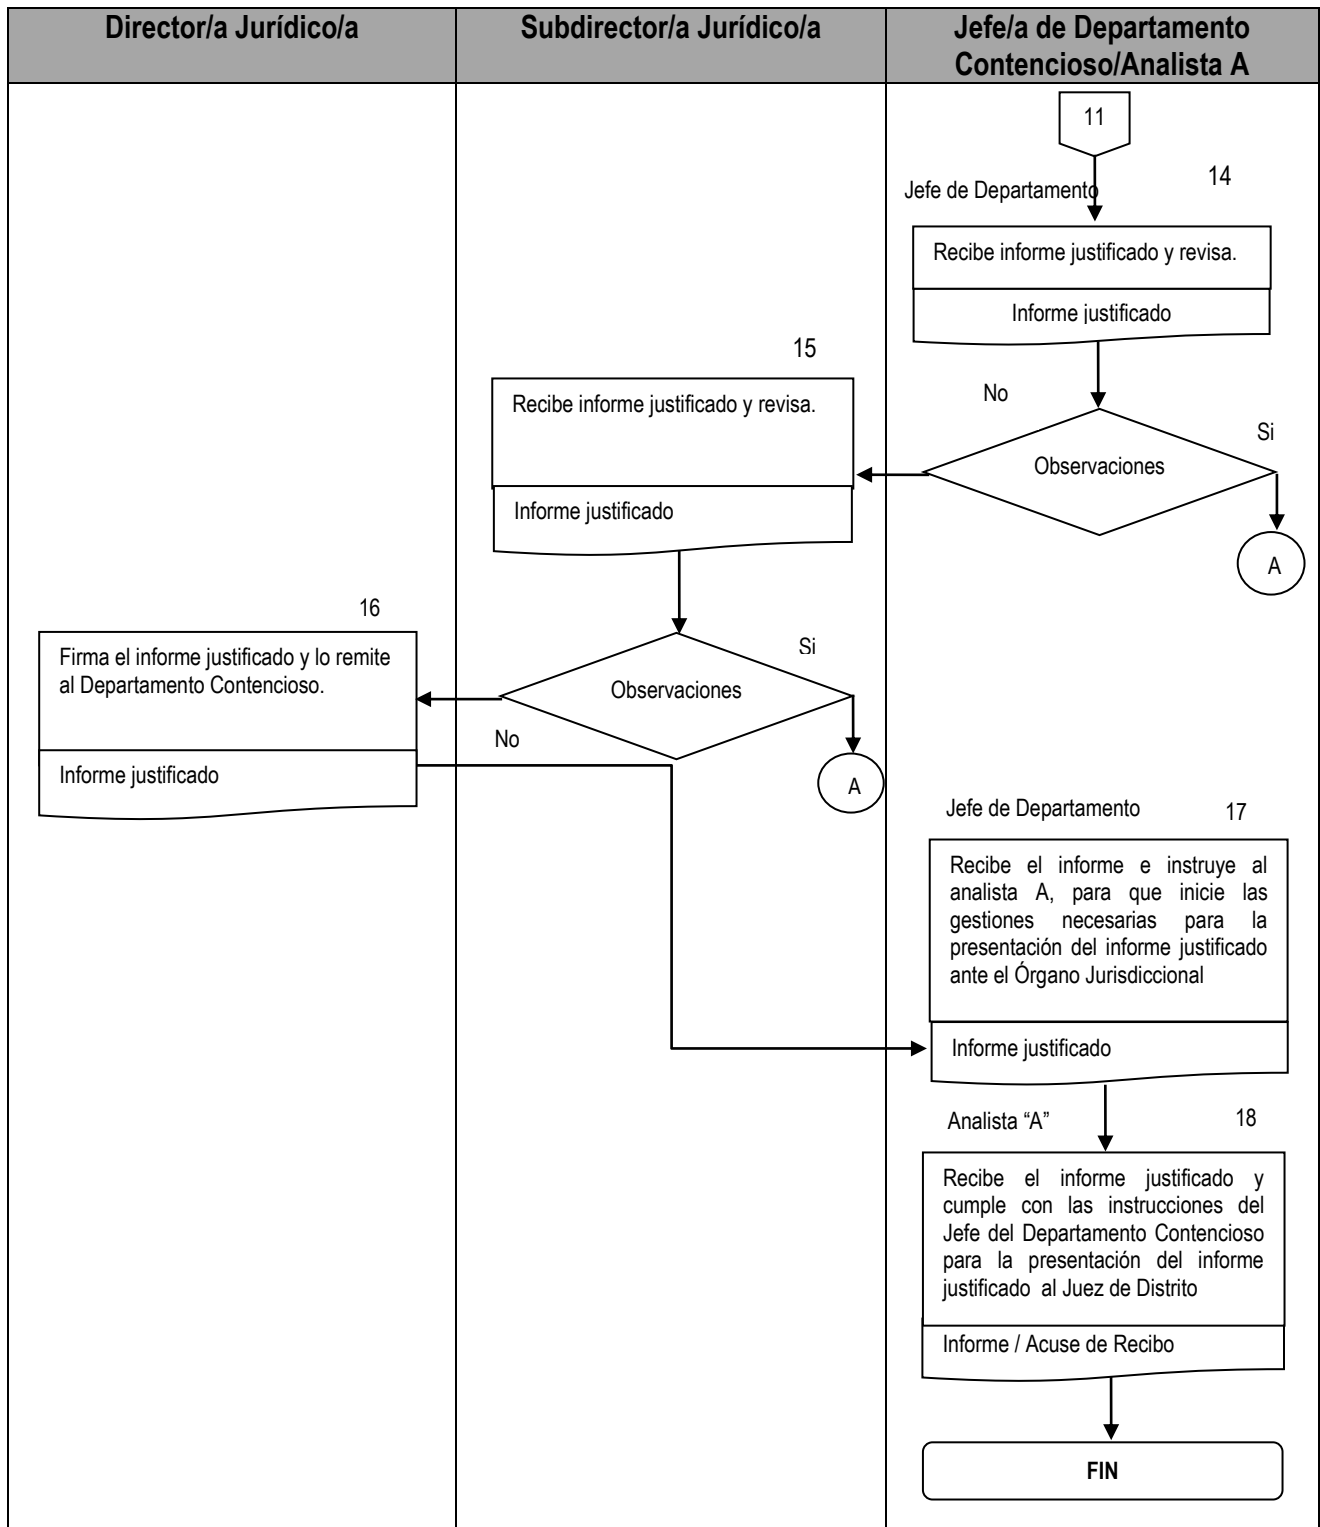 Director/a Jurídico/a
Subdirector/a Jurídico/a
Jefe/a de Departamento
Contencioso/Analista A
11
14
Jefe de Departamento
Recibe informe justificado y revisa.
Informe justificado
15
No
Recibe informe justificado y revisa.
Si
Observaciones
Informe justificado
A
16
Si
Firma el informe justificado y lo remite
al Departamento Contencioso.
Observaciones
No
Informe justificado
A
Jefe de Departamento
17
Recibe el informe e instruye al
analista A, para que inicie las
gestiones necesarias para la
presentación del informe justificado
ante el Órgano Jurisdiccional
Informe justificado
Analista “A”
18
Recibe el informe justificado y
cumple con las instrucciones del
Jefe del Departamento Contencioso
para la presentación del informe
justificado al Juez de Distrito
Informe / Acuse de Recibo
FIN